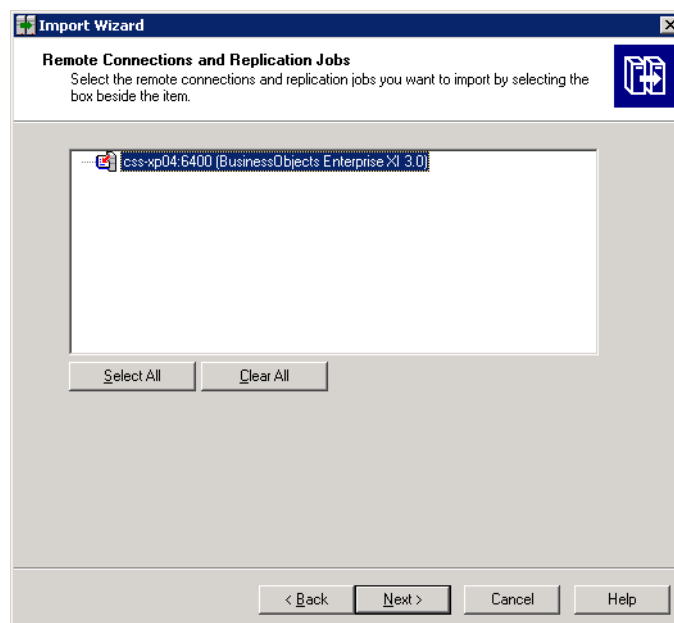 Import Wizard
Remote Connections and Replication Jobs
Select the remote connections and replication jobs you want to import by selecting the
box beside the item.
css-xp04:6400 (BusinessObjects Enterprise XI 3.0)
Select All Clear All
< Back Next > Cancel Help